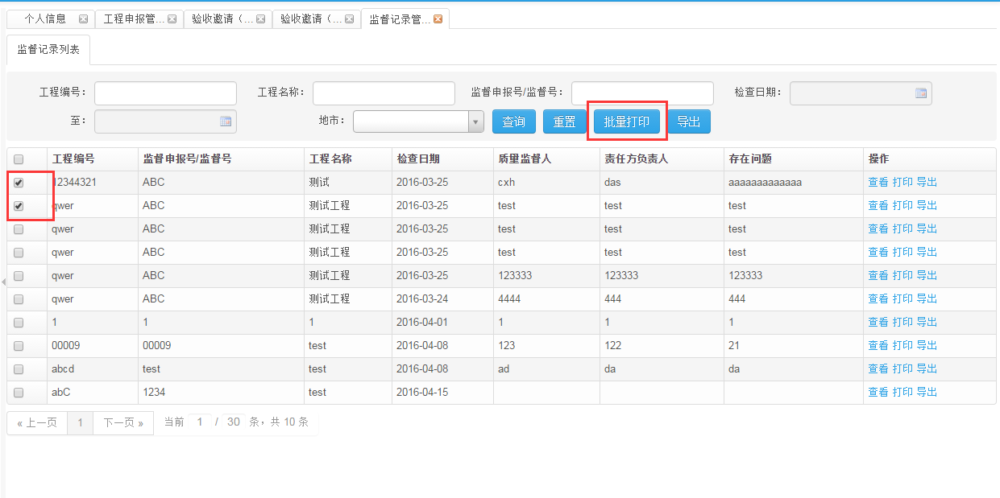 个人信息 工程申报管... 验收邀请（... 验收邀请（... 监督记录管...
监督记录列表
工程编号： 工程名称： 监督申报号/监督号： 检查日期：
至： 地市： 查询 重置 批量打印 导出
工程编号 监督申报号/监督号 工程名称 检查日期 质量监督人 责任方负责人 存在问题 操作
12344321 ABC 测试 2016-03-25 cxh das aaaaaaaaaaaaa 查看 打印 导出
qwer ABC 测试工程 2016-03-25 test test test 查看 打印 导出
qwer ABC 测试工程 2016-03-25 test test test 查看 打印 导出
qwer ABC 测试工程 2016-03-25 test test test 查看 打印 导出
qwer ABC 测试工程 2016-03-25 123333 123333 123333 查看 打印 导出
qwer ABC 测试工程 2016-03-24 4444 444 444 查看 打印 导出
1 1 1 2016-04-01 1 1 1 查看 打印 导出
00009 00009 test 2016-04-08 123 122 21 查看 打印 导出
abcd test test 2016-04-08 ad da da 查看 打印 导出
abC 1234 test 2016-04-15 查看 打印 导出
« 上一页 1 下一页 » 当前 1 / 30 条，共 10 条